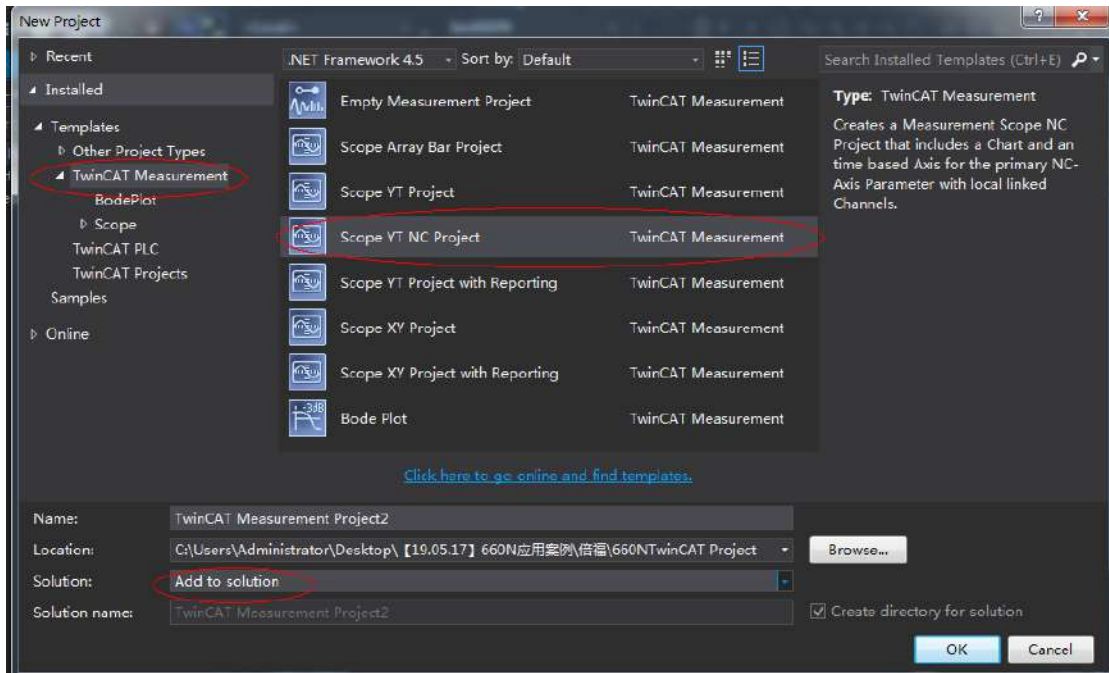 New Project
Recent
.NET Framework 4.5 Sort by: Default
Search Installed Templates (Ctrl+E)
Installed
Templates
Other Project Types
TwinCAT Measurement
BodePlot
Scope
TwinCAT PLC
TwinCAT Projects
Samples
Online
Empty Measurement Project TwinCAT Measurement
Scope Array Bar Project TwinCAT Measurement
Scope YT Project TwinCAT Measurement
Scope YT NC Project TwinCAT Measurement
Scope YT Project with Reporting TwinCAT Measurement
Scope XY Project TwinCAT Measurement
Scope XY Project with Reporting TwinCAT Measurement
-3dB
Bode Plot TwinCAT Measurement
Type: TwinCAT Measurement
Creates a Measurement Scope NC
Project that includes a Chart and an
time based Axis for the primary NC-
Axis Parameter with local linked
Channels.
Click here to go online and find templates.
Name: TwinCAT Measurement Project2
Location: C:\Users\Administrator\Desktop\【19.05.17】660N应用案例\倍福\660NTwinCAT Project Browse...
Solution: Add to solution
Solution name: TwinCAT Measurement Project2 Create directory for solution
OK Cancel